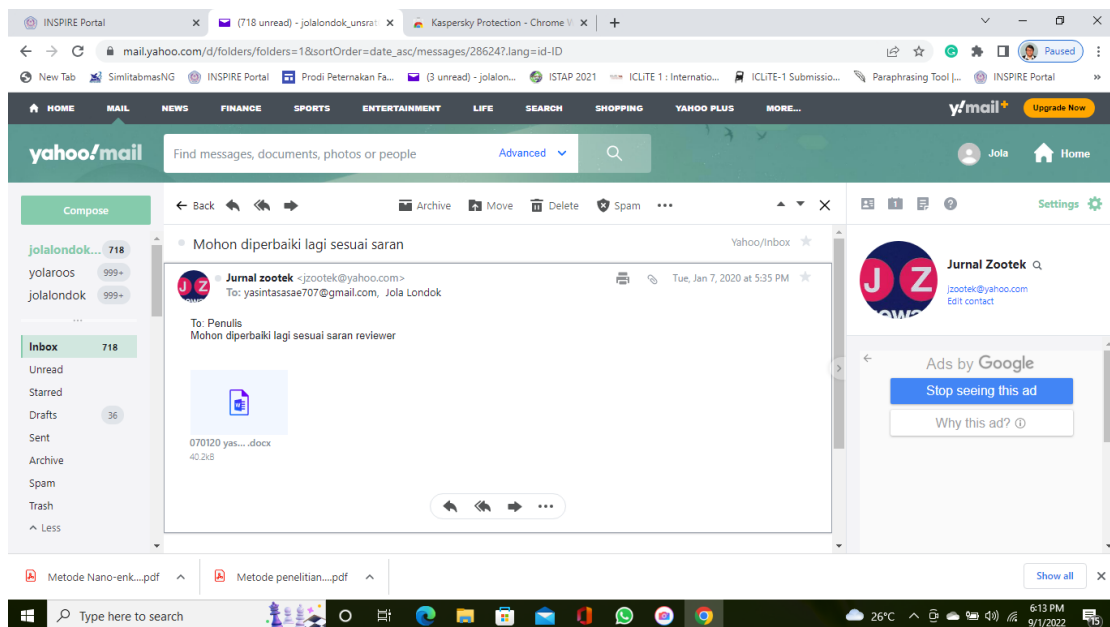 INSPIRE Portal
(718 unread) - jolalondok_unsrat
Kaspersky Protection - Chrome W
mail.yahoo.com/d/folders/folders=1&sortOrder=date_asc/messages/28624?.lang=id-ID
Paused
New Tab SimlitabmasNG INSPIRE Portal Prodi Peternakan Fa... (3 unread) - jolalon... ISTAP 2021 ICLiTE 1 : Internatio... ICLiTE-1 Submissio... Paraphrasing Tool |... INSPIRE Portal »
HOME MAIL NEWS FINANCE SPORTS ENTERTAINMENT LIFE SEARCH SHOPPING YAHOO PLUS MORE...
y!mail+ Upgrade Now
yahoo!mail
Find messages, documents, photos or people Advanced
Jola Home
Compose
Back Archive Move Delete Spam
Settings
jolalondok... 718
yolaroos 999+
jolalondok 999+
...
Inbox 718
Unread
Starred
Drafts 36
Sent
Archive
Spam
Trash
Less
Mohon diperbaiki lagi sesuai saran Yahoo/Inbox
JZ
Jurnal zootek <jzootek@yahoo.com> Tue, Jan 7, 2020 at 5:35 PM
To: yasintasasae707@gmail.com, Jola Londok
To: Penulis
Mohon diperbaiki lagi sesuai saran reviewer
070120 yas... .docx
40.2kB
JZ
Jurnal Zootek
jzootek@yahoo.com
Edit contact
Ads by Google
Stop seeing this ad
Why this ad?
Metode Nano-enk....pdf
Metode penelitian....pdf
Show all
Type here to search
26°C
6:13 PM
9/1/2022
15